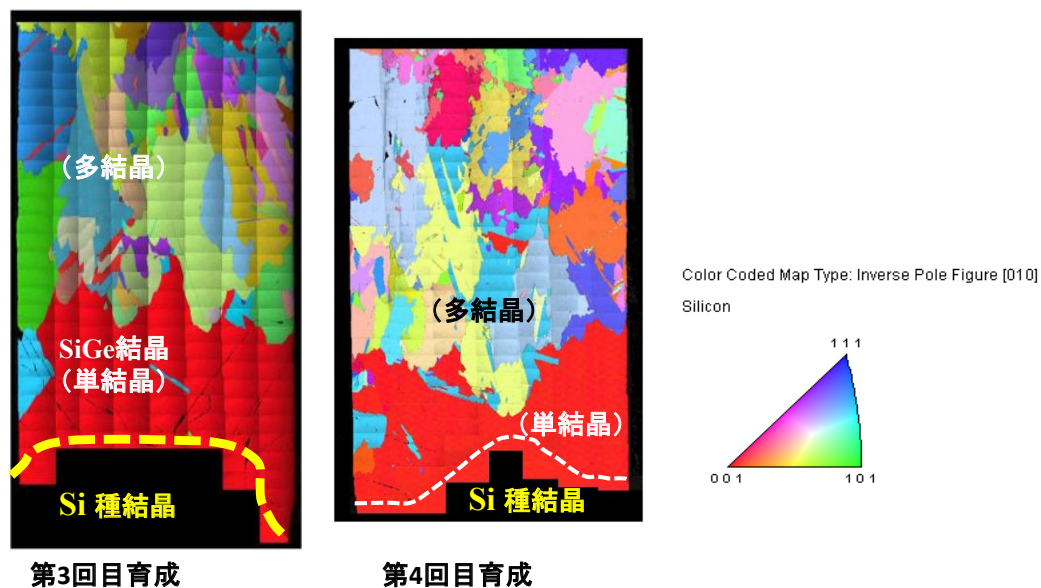 （多結晶）
SiGe結晶
（単結晶）
Si 種結晶
第3回目育成
（多結晶）
（単結晶）
Si 種結晶
第4回目育成
Color Coded Map Type: Inverse Pole Figure [010]
Silicon
1 1 1
0 0 1
1 0 1